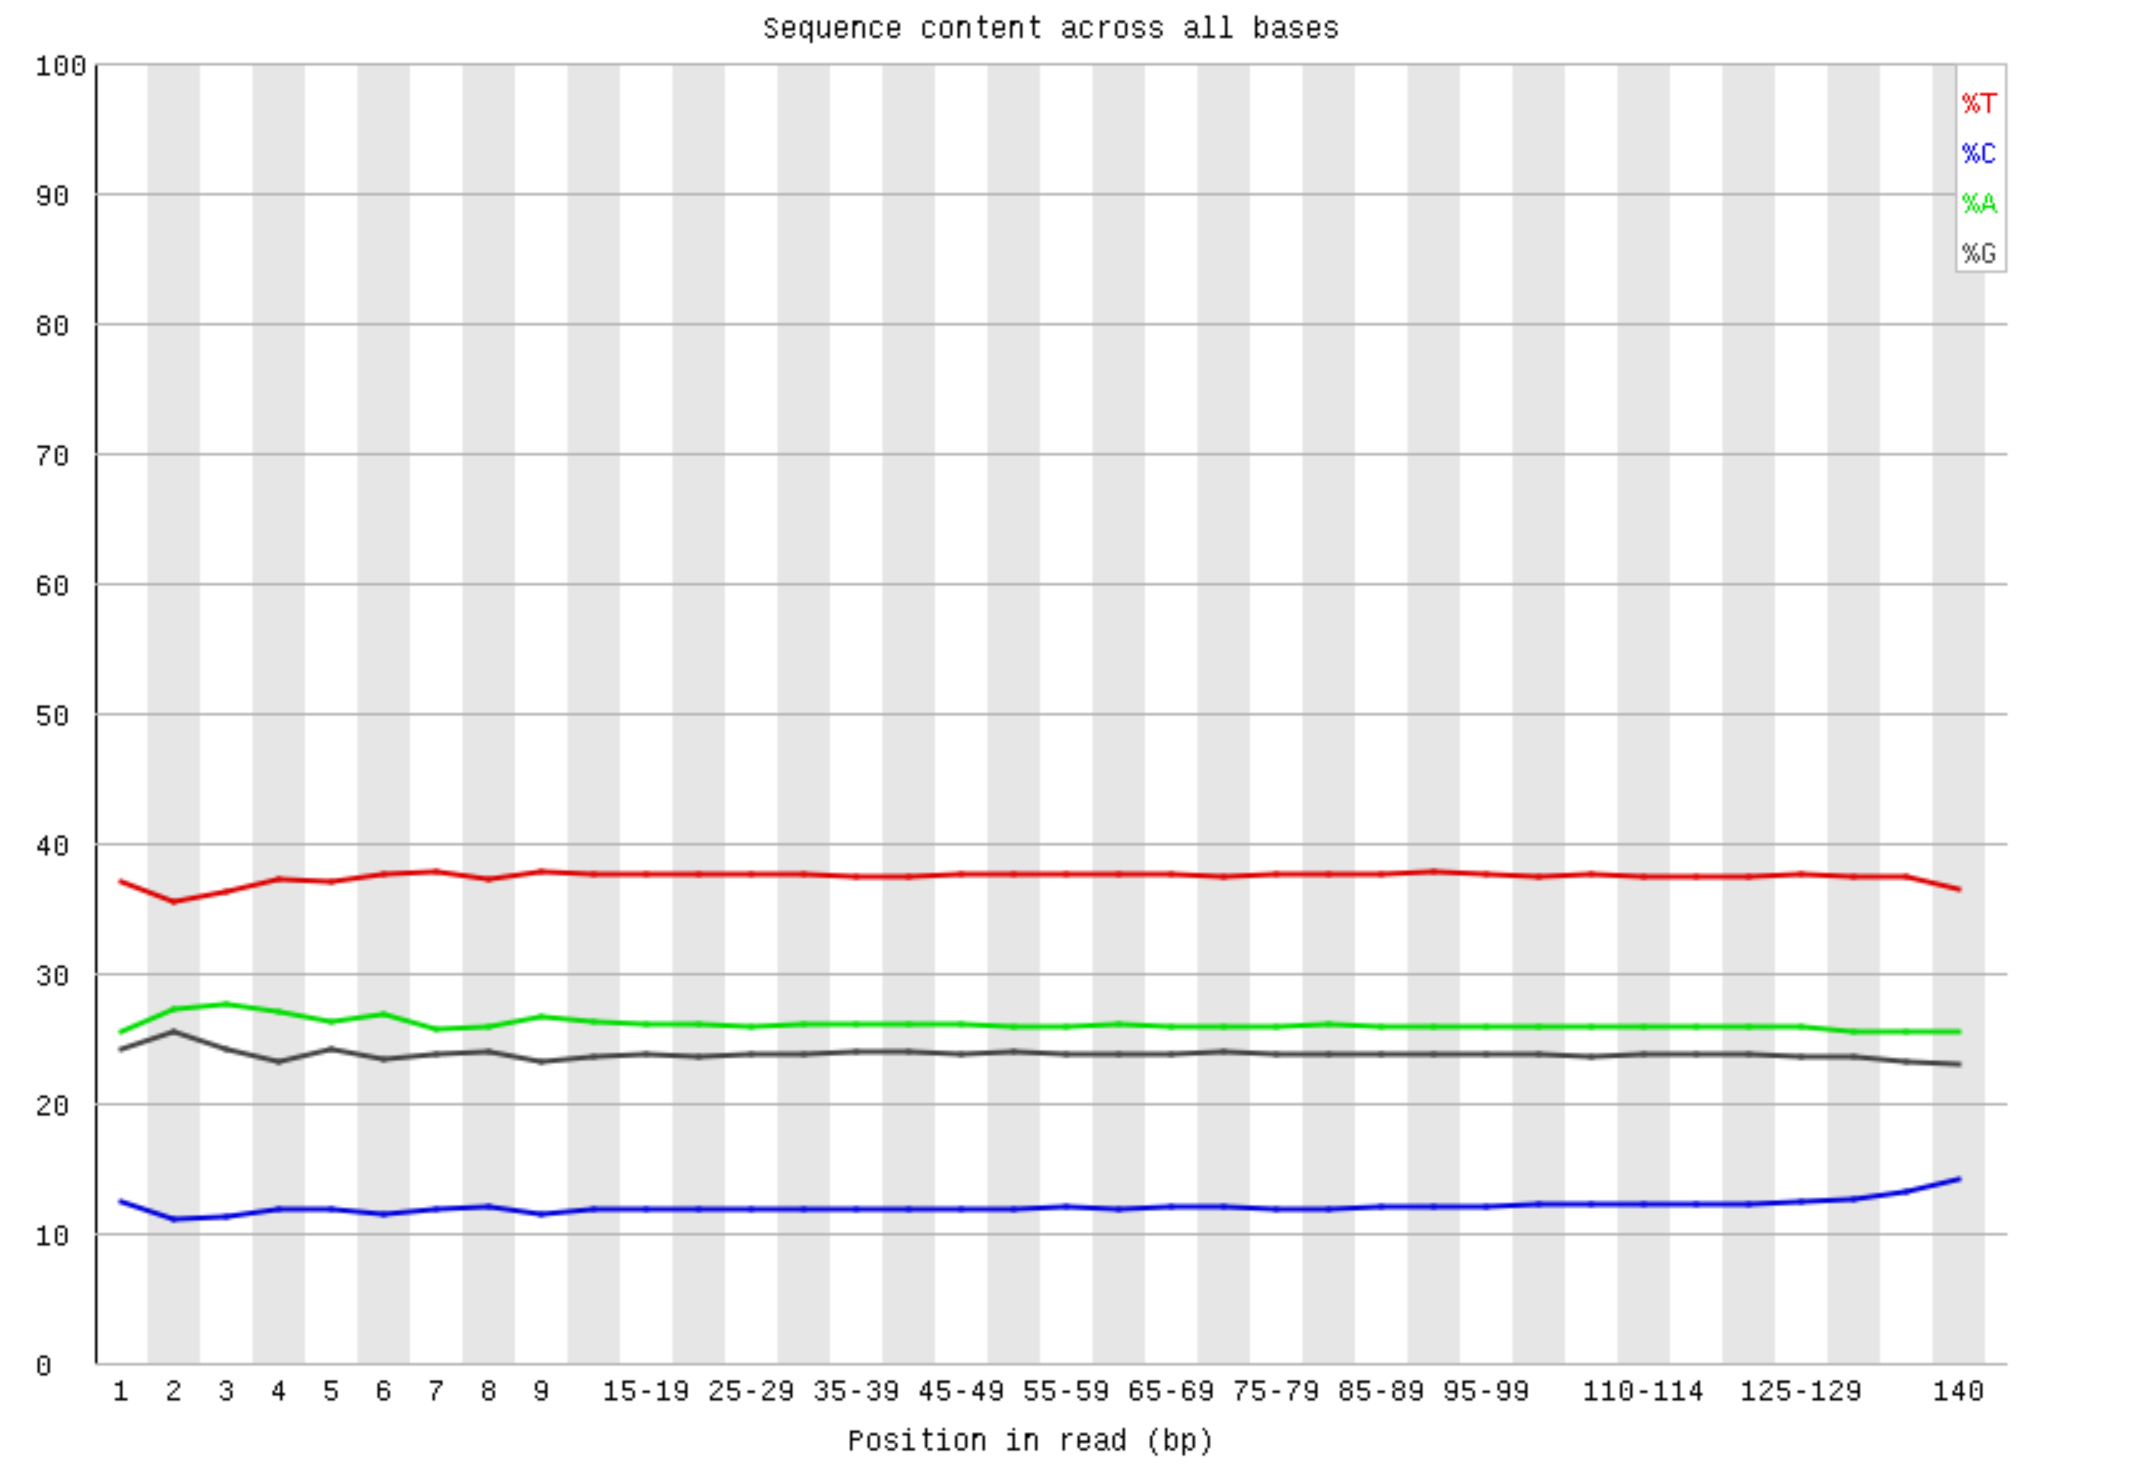 Sequence content across all bases
100
90
80
70
60
50
40
30
20
10
0
%T
%C
%A
%G
1 2 3 4 5 6 7 8 9 15-19 25-29 35-39 45-49 55-59 65-69 75-79 85-89 95-99 110-114 125-129 140
Position in read (bp)